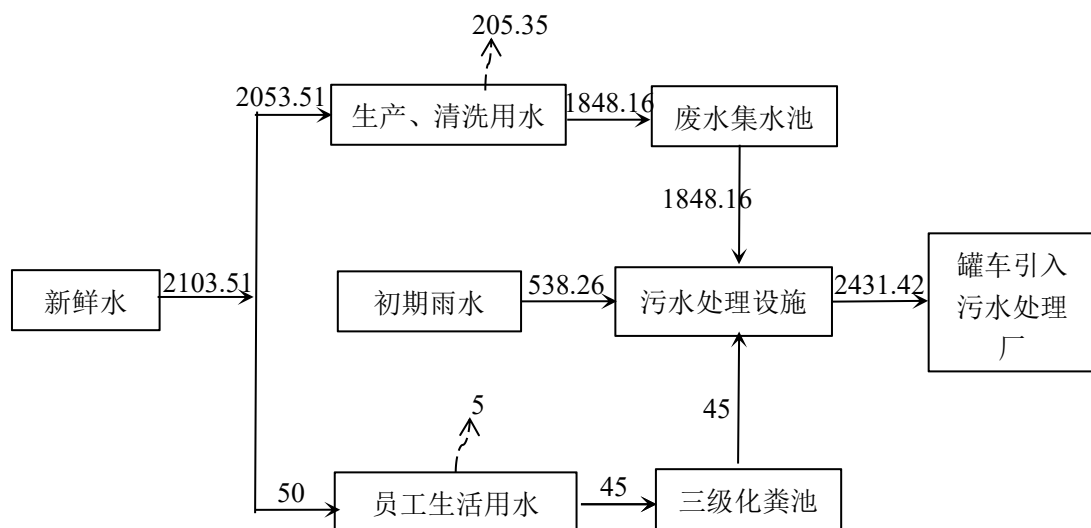 205.35
2053.51
生产、清洗用水
1848.16
废水集水池
1848.16
新鲜水
2103.51
初期雨水
538.26
污水处理设施
2431.42
罐车引入
污水处理
厂
5
45
50
员工生活用水
45
三级化粪池